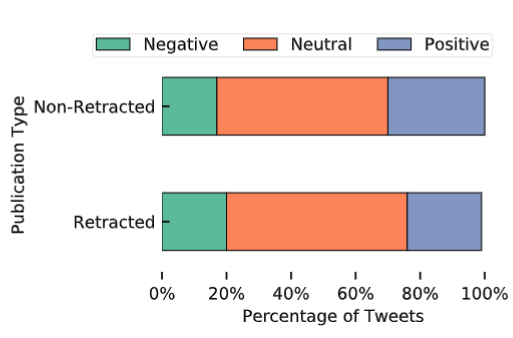 Negative Neutral Positive
Publication Type
Non-Retracted
Retracted
0% 20% 40% 60% 80% 100%
Percentage of Tweets